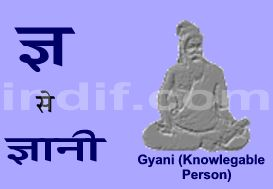 ज्ञ
से
ज्ञानी
indif.com
Gyani (Knowlegable
Person)